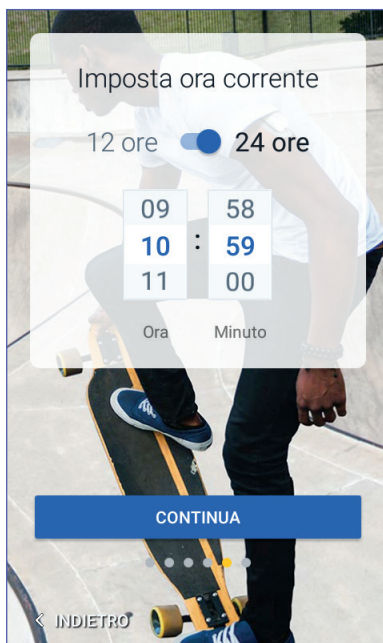 Imposta ora corrente
12 ore 24 ore
09 58
10 : 59
11 00
Ora Minuto
CONTINUA
INDIETRO